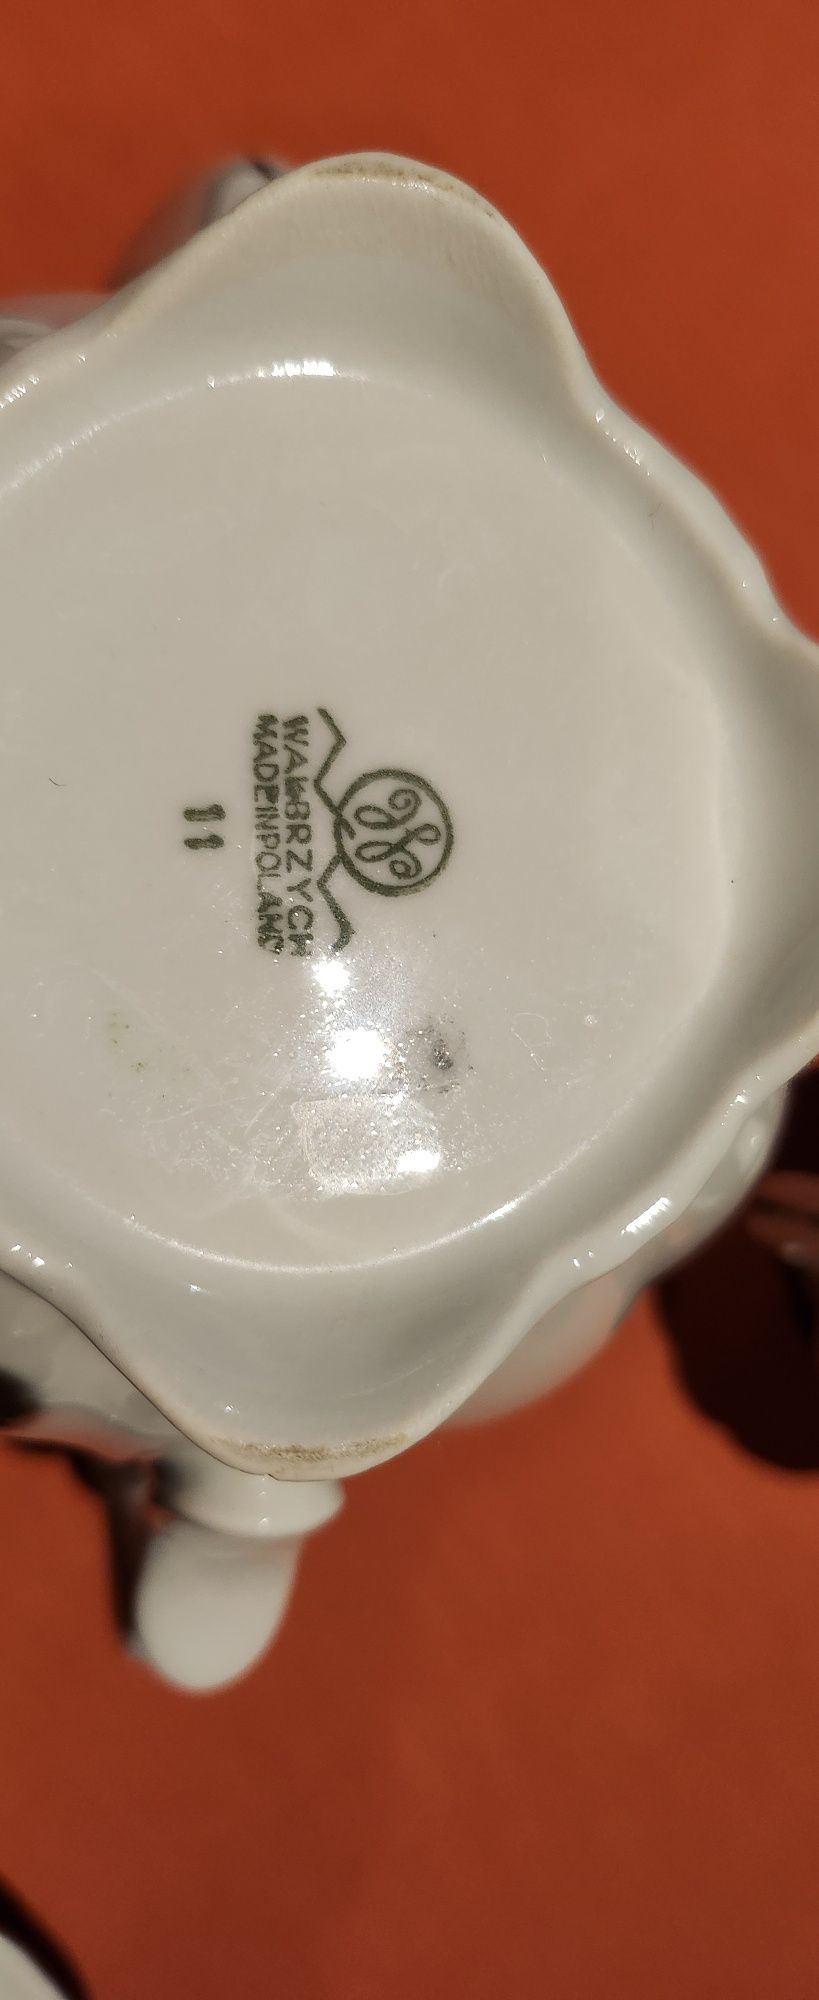 WAŁBRZYCH
MADE IN POLAND
11